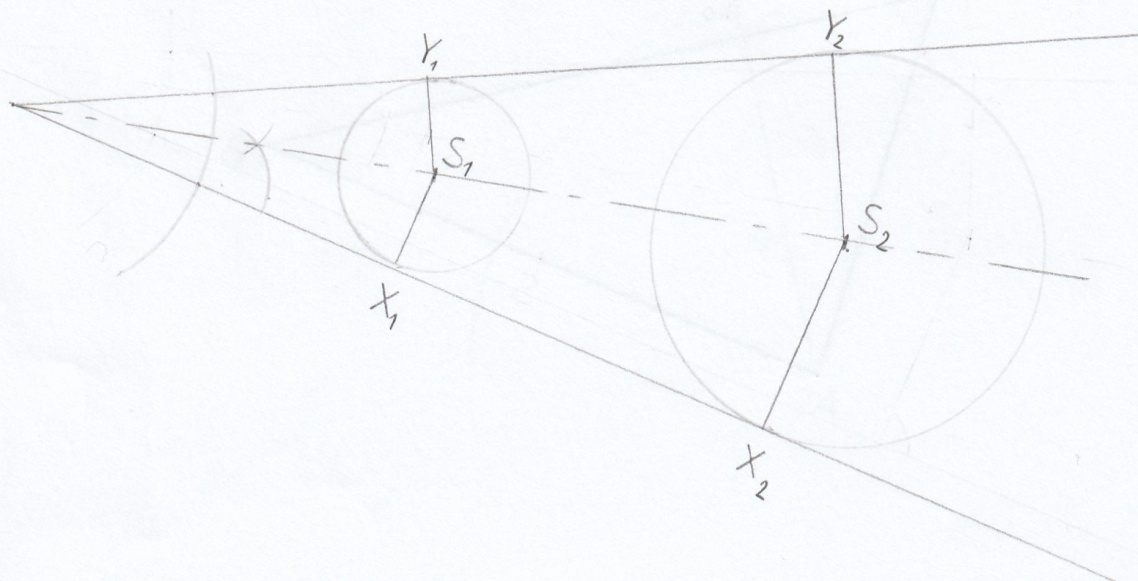 Y₁
Y₂
S₁
S₂
X₁
X₂